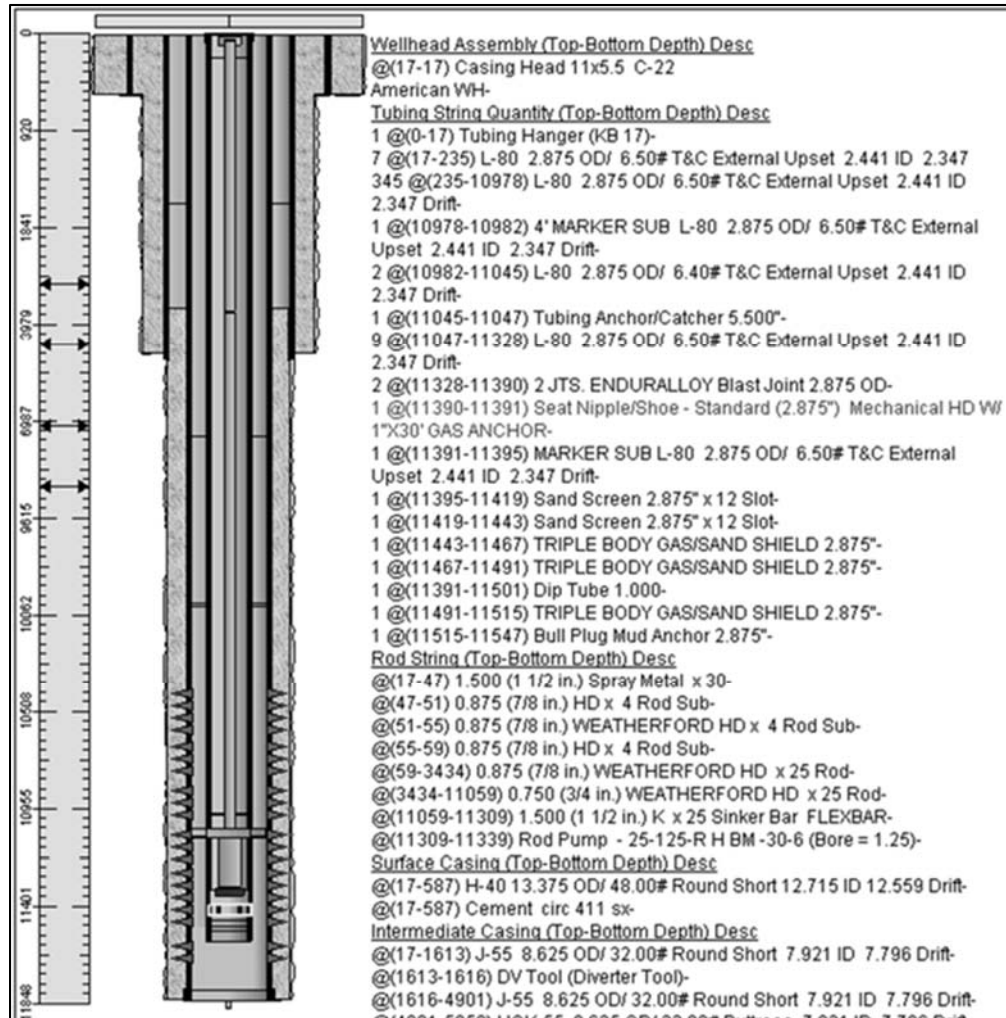 0
920
1841
3979
6987
9615
10062
10508
10955
11401
11848
Wellhead Assembly (Top-Bottom Depth) Desc
@(17-17) Casing Head 11x5.5 C-22
American WH-
Tubing String Quantity (Top-Bottom Depth) Desc
1 @(0-17) Tubing Hanger (KB 17)-
7 @(17-235) L-80 2.875 OD/ 6.50# T&C External Upset 2.441 ID 2.347
345 @(235-10978) L-80 2.875 OD/ 6.50# T&C External Upset 2.441 ID
2.347 Drift-
1 @(10978-10982) 4' MARKER SUB L-80 2.875 OD/ 6.50# T&C External
Upset 2.441 ID 2.347 Drift-
2 @(10982-11045) L-80 2.875 OD/ 6.40# T&C External Upset 2.441 ID
2.347 Drift-
1 @(11045-11047) Tubing Anchor/Catcher 5.500"-
9 @(11047-11328) L-80 2.875 OD/ 6.50# T&C External Upset 2.441 ID
2.347 Drift-
2 @(11328-11390) 2 JTS. ENDURALLOY Blast Joint 2.875 OD-
1 @(11390-11391) Seat Nipple/Shoe - Standard (2.875") Mechanical HD W/
1"X30' GAS ANCHOR-
1 @(11391-11395) MARKER SUB L-80 2.875 OD/ 6.50# T&C External
Upset 2.441 ID 2.347 Drift-
1 @(11395-11419) Sand Screen 2.875" x 12 Slot-
1 @(11419-11443) Sand Screen 2.875" x 12 Slot-
1 @(11443-11467) TRIPLE BODY GAS/SAND SHIELD 2.875"-
1 @(11467-11491) TRIPLE BODY GAS/SAND SHIELD 2.875"-
1 @(11391-11501) Dip Tube 1.000-
1 @(11491-11515) TRIPLE BODY GAS/SAND SHIELD 2.875"-
1 @(11515-11547) Bull Plug Mud Anchor 2.875"-
Rod String (Top-Bottom Depth) Desc
@(17-47) 1.500 (1 1/2 in.) Spray Metal x 30-
@(47-51) 0.875 (7/8 in.) HD x 4 Rod Sub-
@(51-55) 0.875 (7/8 in.) WEATHERFORD HD x 4 Rod Sub-
@(55-59) 0.875 (7/8 in.) HD x 4 Rod Sub-
@(59-3434) 0.875 (7/8 in.) WEATHERFORD HD x 25 Rod-
@(3434-11059) 0.750 (3/4 in.) WEATHERFORD HD x 25 Rod-
@(11059-11309) 1.500 (1 1/2 in.) K x 25 Sinker Bar FLEXBAR-
@(11309-11339) Rod Pump - 25-125-R H BM -30-6 (Bore = 1.25)-
Surface Casing (Top-Bottom Depth) Desc
@(17-587) H-40 13.375 OD/ 48.00# Round Short 12.715 ID 12.559 Drift-
@(17-587) Cement circ 411 sx-
Intermediate Casing (Top-Bottom Depth) Desc
@(17-1613) J-55 8.625 OD/ 32.00# Round Short 7.921 ID 7.796 Drift-
@(1613-1616) DV Tool (Diverter Tool)-
@(1616-4901) J-55 8.625 OD/ 32.00# Round Short 7.921 ID 7.796 Drift-